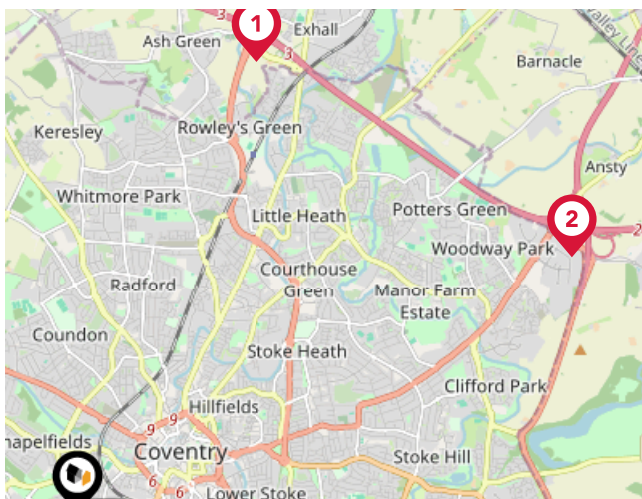 3
1
3
Exhall
Ash Green
Barnacle
Keresley
Rowley's Green
Ansty
Whitmore Park
Little Heath
Potters Green
2
2
Woodway Park
Radford
Courthouse
Green
Manor Farm
Estate
Coundon
Stoke Heath
Clifford Park
Hillfields
9
9
hapelfields
Coventry
Stoke Hill
6
6
Lower Stoke